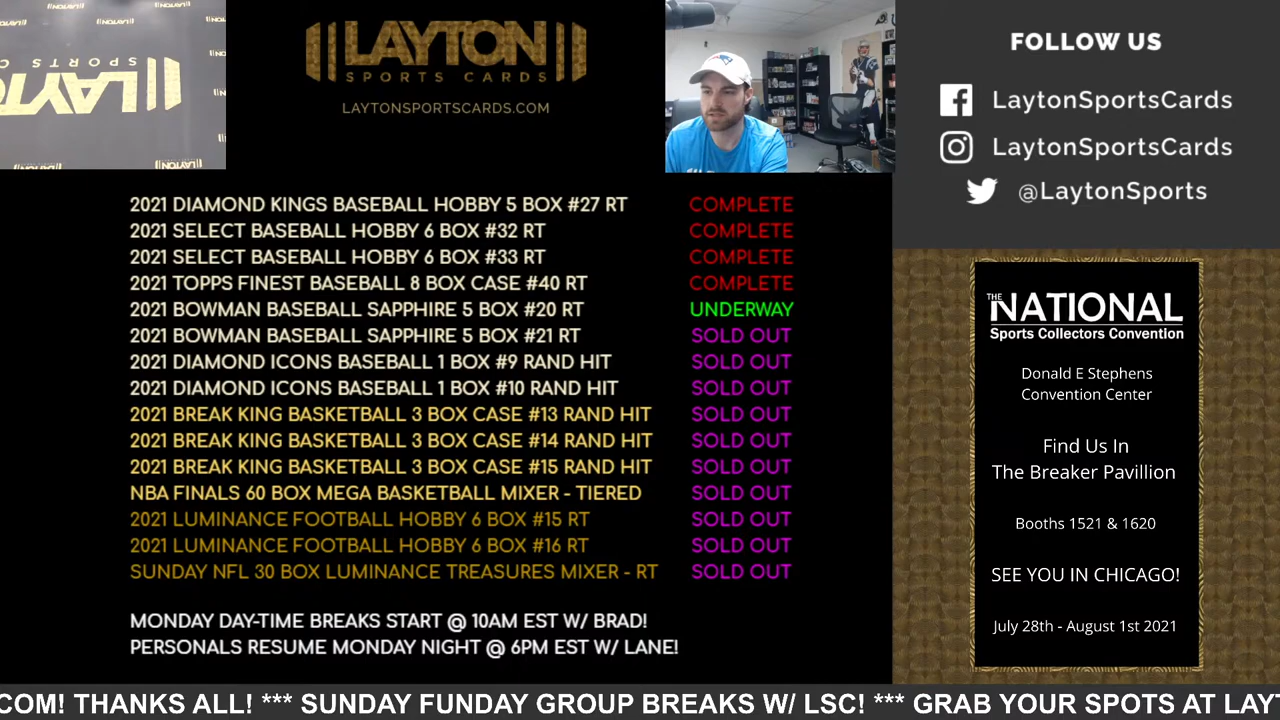 LAYTON
SPORTS CARDS
LAYTONSPORTSCARDS.COM
FOLLOW US
LaytonSportsCards
LaytonSportsCards
@LaytonSports
2021 DIAMOND KINGS BASEBALL HOBBY 5 BOX #27 RT COMPLETE
2021 SELECT BASEBALL HOBBY 6 BOX #32 RT COMPLETE
2021 SELECT BASEBALL HOBBY 6 BOX #33 RT COMPLETE
2021 TOPPS FINEST BASEBALL 8 BOX CASE #40 RT COMPLETE
2021 BOWMAN BASEBALL SAPPHIRE 5 BOX #20 RT UNDERWAY
2021 BOWMAN BASEBALL SAPPHIRE 5 BOX #21 RT SOLD OUT
2021 DIAMOND ICONS BASEBALL 1 BOX #9 RAND HIT SOLD OUT
2021 DIAMOND ICONS BASEBALL 1 BOX #10 RAND HIT SOLD OUT
2021 BREAK KING BASKETBALL 3 BOX CASE #13 RAND HIT SOLD OUT
2021 BREAK KING BASKETBALL 3 BOX CASE #14 RAND HIT SOLD OUT
2021 BREAK KING BASKETBALL 3 BOX CASE #15 RAND HIT SOLD OUT
NBA FINALS 60 BOX MEGA BASKETBALL MIXER - TIERED SOLD OUT
2021 LUMINANCE FOOTBALL HOBBY 6 BOX #15 RT SOLD OUT
2021 LUMINANCE FOOTBALL HOBBY 6 BOX #16 RT SOLD OUT
SUNDAY NFL 30 BOX LUMINANCE TREASURES MIXER - RT SOLD OUT
MONDAY DAY-TIME BREAKS START @ 10AM EST W/ BRAD!
PERSONALS RESUME MONDAY NIGHT @ 6PM EST W/ LANE!
THE NATIONAL
Sports Collectors Convention
Donald E Stephens
Convention Center
Find Us In
The Breaker Pavillion
Booths 1521 & 1620
SEE YOU IN CHICAGO!
July 28th - August 1st 2021
COM! THANKS ALL! *** SUNDAY FUNDAY GROUP BREAKS W/ LSC! *** GRAB YOUR SPOTS AT LAYT